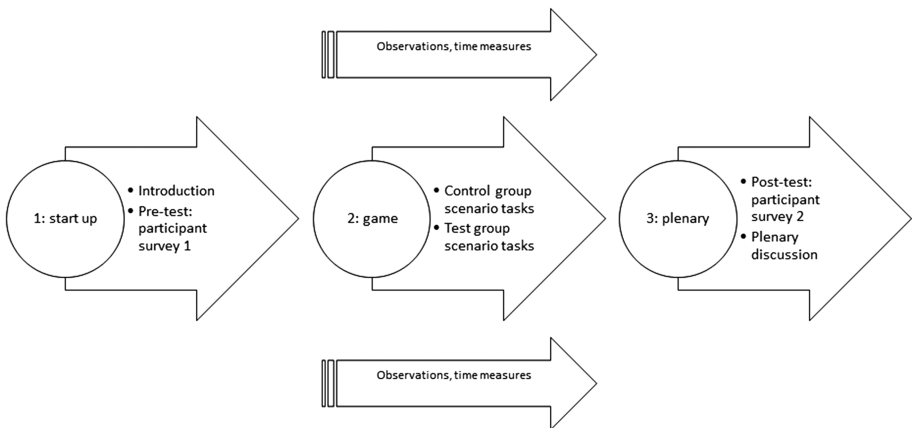 Observations, time measures
1: start up
• Introduction
• Pre-test:
participant
survey 1
2: game
• Control group
scenario tasks
• Test group
scenario tasks
3: plenary
• Post-test:
participant
survey 2
• Plenary
discussion
Observations, time measures